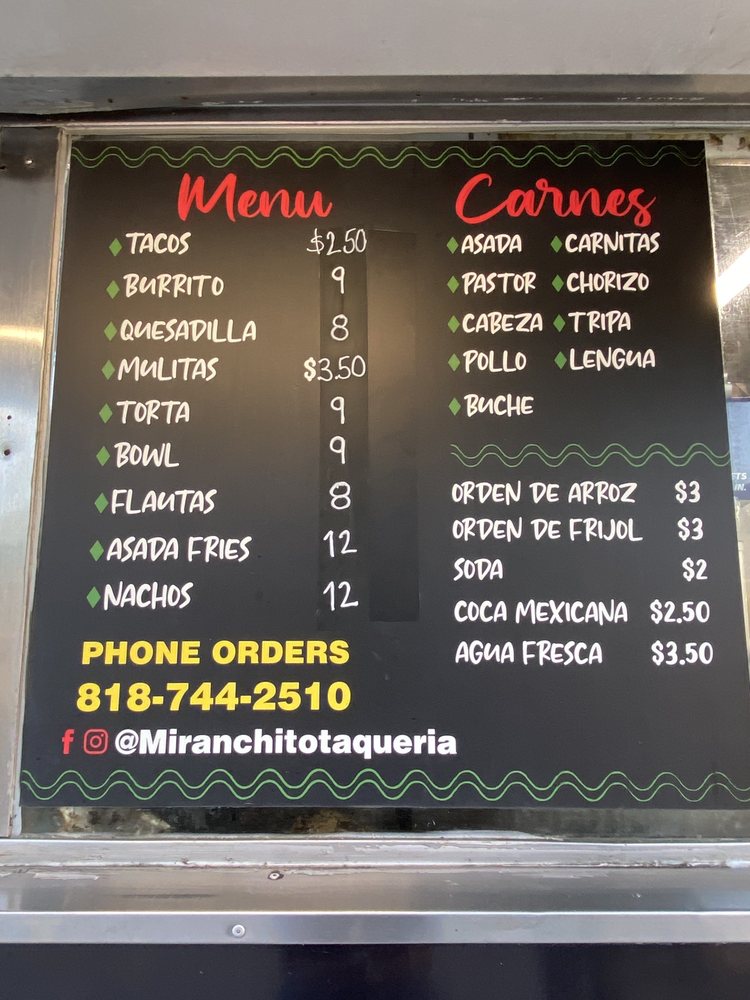 Menu
TACOS $2.50
BURRITO 9
QUESADILLA 8
MULITAS $3.50
TORTA 9
BOWL 9
FLAUTAS 8
ASADA FRIES 12
NACHOS 12
PHONE ORDERS
818-744-2510
@Miranchitotaqueria
Carnes
ASADA CARNITAS
PASTOR CHORIZO
CABEZA TRIPA
POLLO LENGUA
BUCHE
ORDEN DE ARROZ $3
ORDEN DE FRIJOL $3
SODA $2
COCA MEXICANA $2.50
AGUA FRESCA $3.50